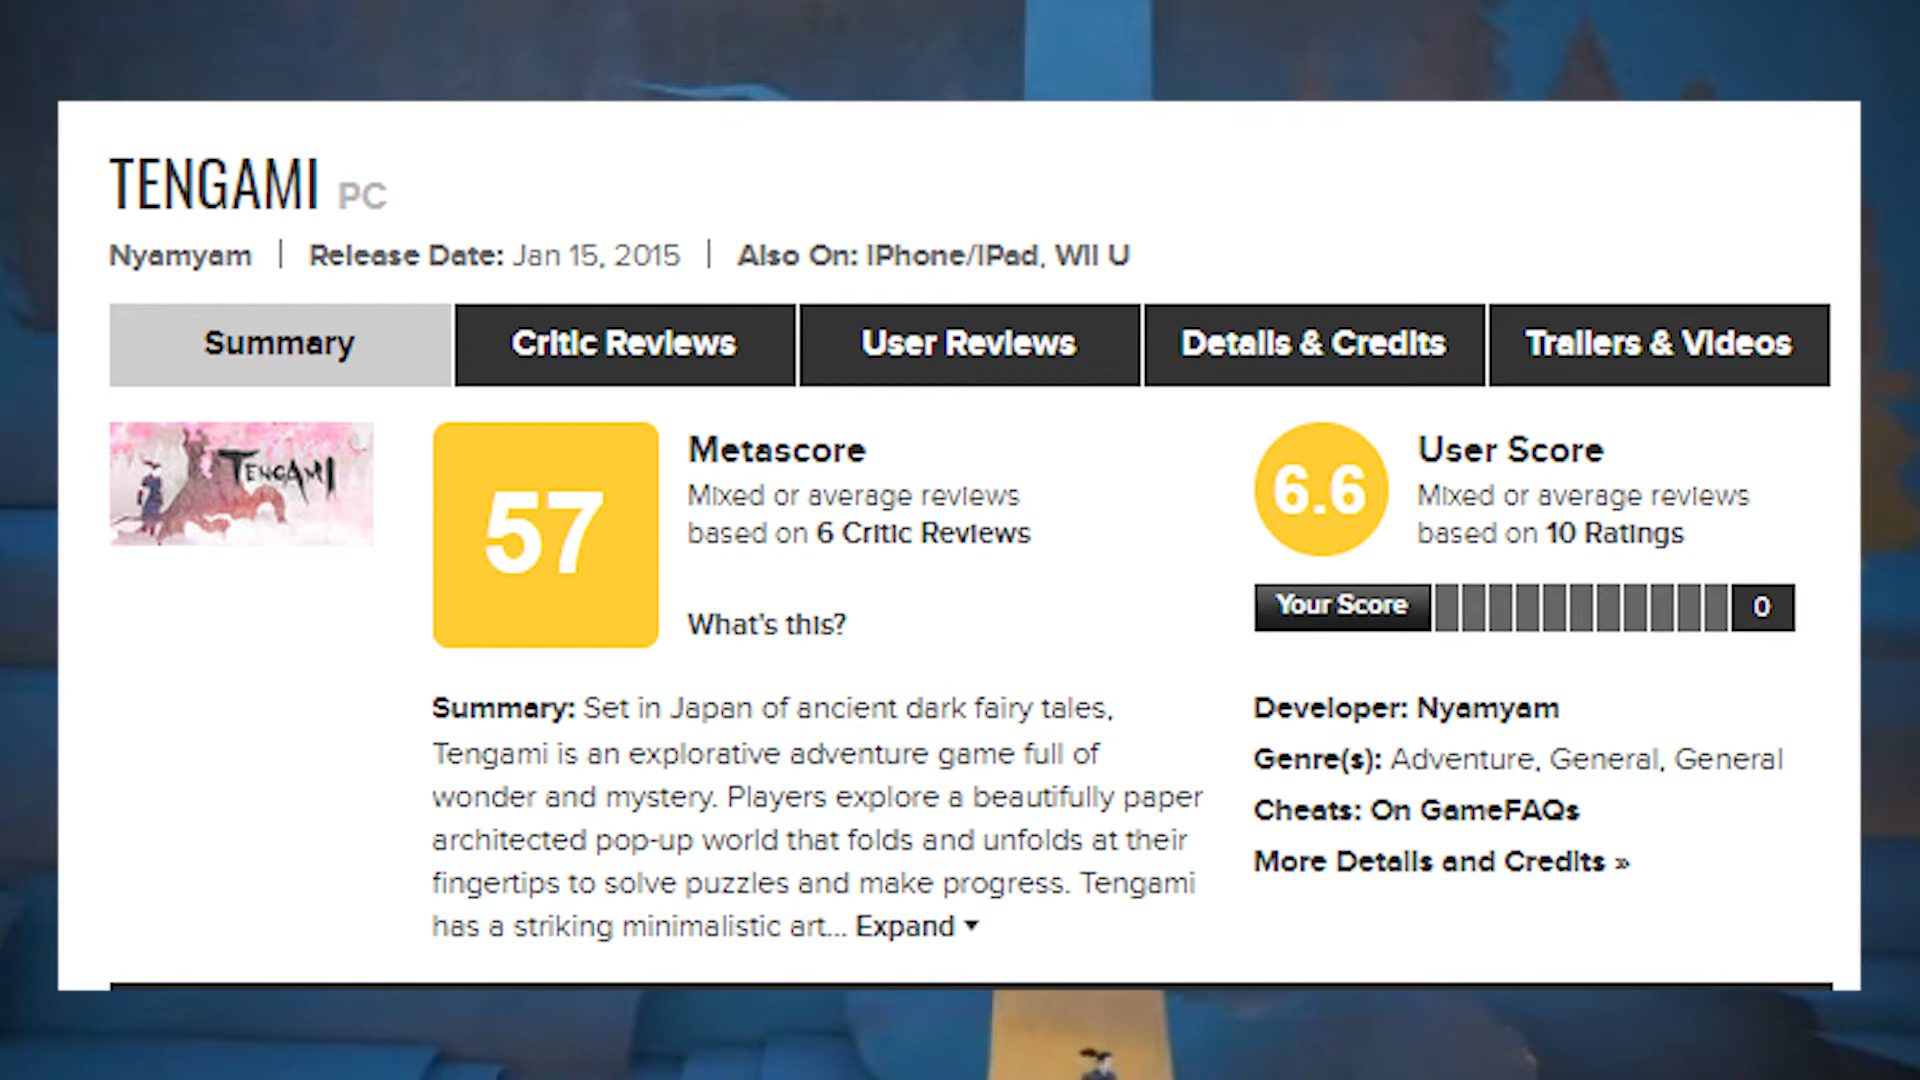 TENGAMI PC
Nyamyam | Release Date: Jan 15, 2015 | Also On: iPhone/iPad, Wii U
Summary Critic Reviews User Reviews Details & Credits Trailers & Videos
TENGAMI
57
Metascore
Mixed or average reviews
based on 6 Critic Reviews
What's this?
6.6
User Score
Mixed or average reviews
based on 10 Ratings
Your Score 0
Summary: Set in Japan of ancient dark fairy tales,
Tengami is an explorative adventure game full of
wonder and mystery. Players explore a beautifully paper
architected pop-up world that folds and unfolds at their
fingertips to solve puzzles and make progress. Tengami
has a striking minimalistic art... Expand ▼
Developer: Nyamyam
Genre(s): Adventure, General, General
Cheats: On GameFAQs
More Details and Credits »